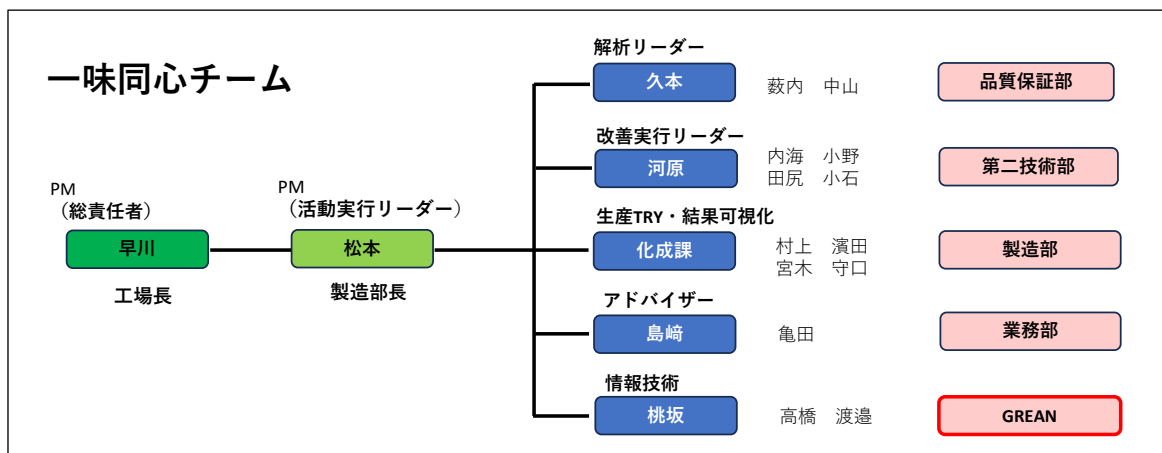 一味同心チーム
PM
（総責任者）
早川
工場長
PM
（活動実行リーダー）
松本
製造部長
解析リーダー
久本
薮内　中山
品質保証部
改善実行リーダー
河原
内海　小野
田尻　小石
第二技術部
生産TRY・結果可視化
化成課
村上　濱田
宮木　守口
製造部
アドバイザー
島﨑
亀田
業務部
情報技術
桃坂
高橋　渡邉
GREAN